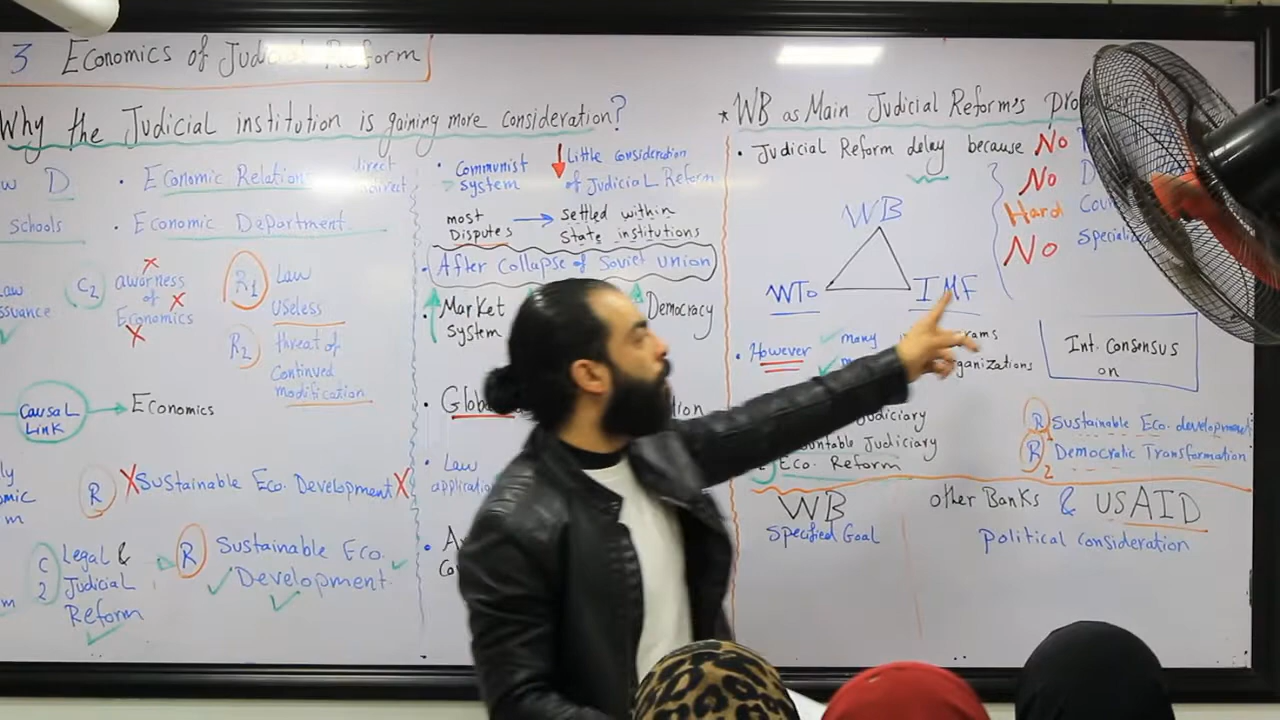 3 Economics of Judicial Reform
Why the Judicial institution is gaining more consideration?
D
schools
C2
Causal
Link
Economics
• Economic Relation direct
• Economic Department
awarness
of
Economics
R1 Law
useless
R2 threat of
Continued
modification
R Sustainable Eco. Development
C
2
Legal &
Judicial
Reform
R Sustainable Eco.
Development
• Communist
system
Little consideration
of Judicial Reform
most
Disputes
settled within
State institutions
• After Collapse of Soviet Union
Market
system
Democracy
•
• Law
•
* WB as Main Judicial Reform's
• Judicial Reform delay because No
No
Hard
No
WB
WTo
IMF
• However many
Int. Consensus
on
Judiciary
Judiciary
Eco. Reform
R1 Sustainable Eco. development
R2 Democratic Transformation
WB
Specified Goal
other Banks & USAID
Political consideration